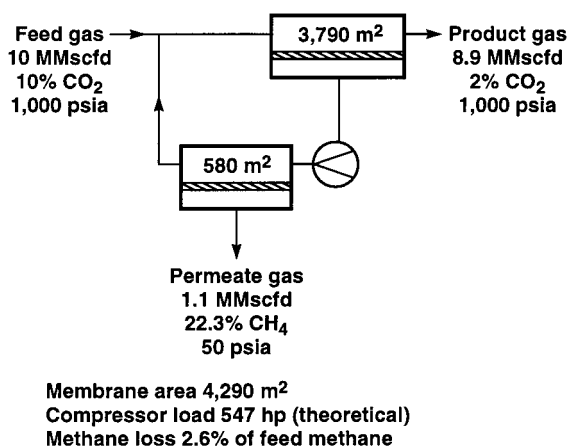 Feed gas
10 MMscfd
10% CO2
1,000 psia
3,790 m2
Product gas
8.9 MMscfd
2% CO2
1,000 psia
580 m2
Permeate gas
1.1 MMscfd
22.3% CH4
50 psia
Membrane area 4,290 m2
Compressor load 547 hp (theoretical)
Methane loss 2.6% of feed methane